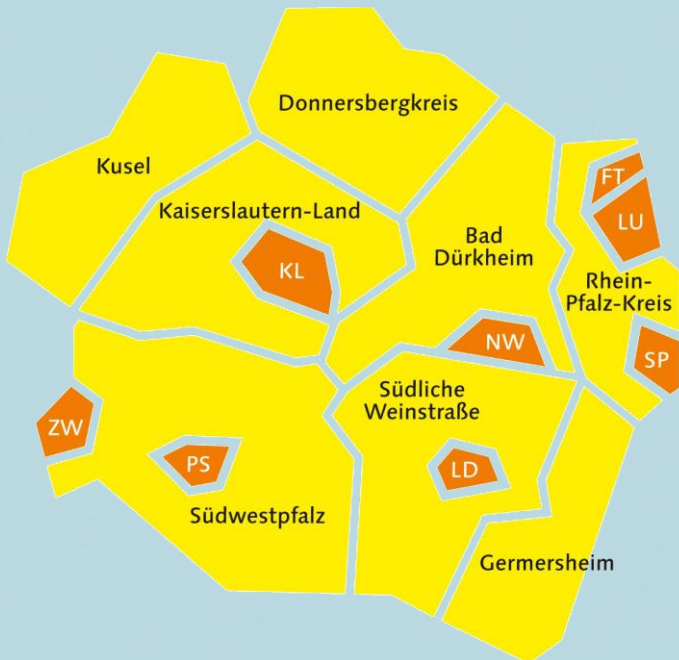 Donnersbergkreis
Kusel
FT
Kaiserslautern-Land
LU
Bad
Dürkheim
KL
Rhein-
Pfalz-Kreis
NW
SP
Südliche
Weinstraße
ZW
PS
LD
Südwestpfalz
Germersheim